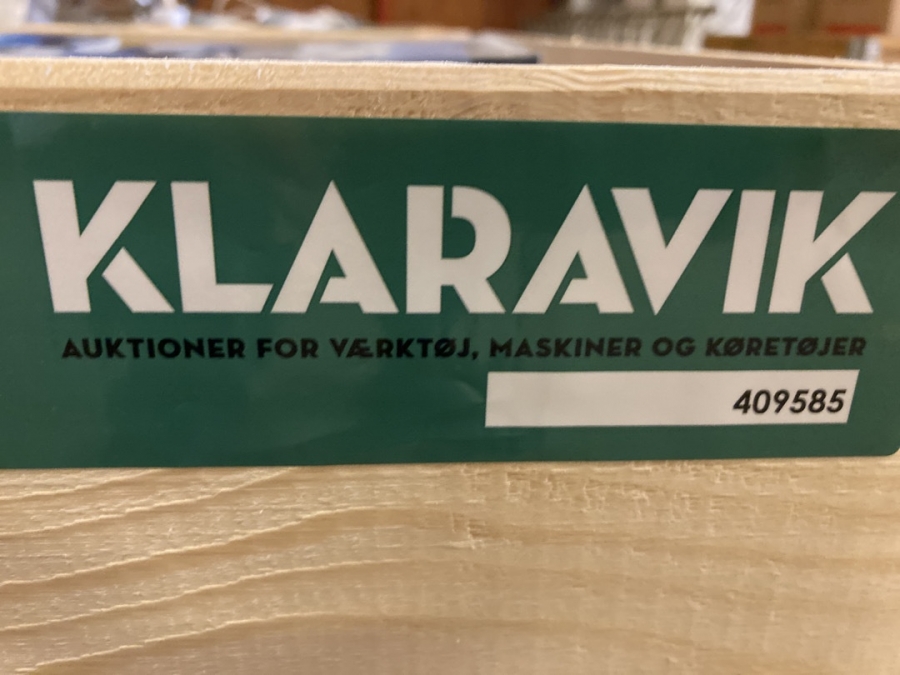 KLARAVIK
AUKTIONER FOR VÆRKTØJ, MASKINER OG KØRETØJER
409585